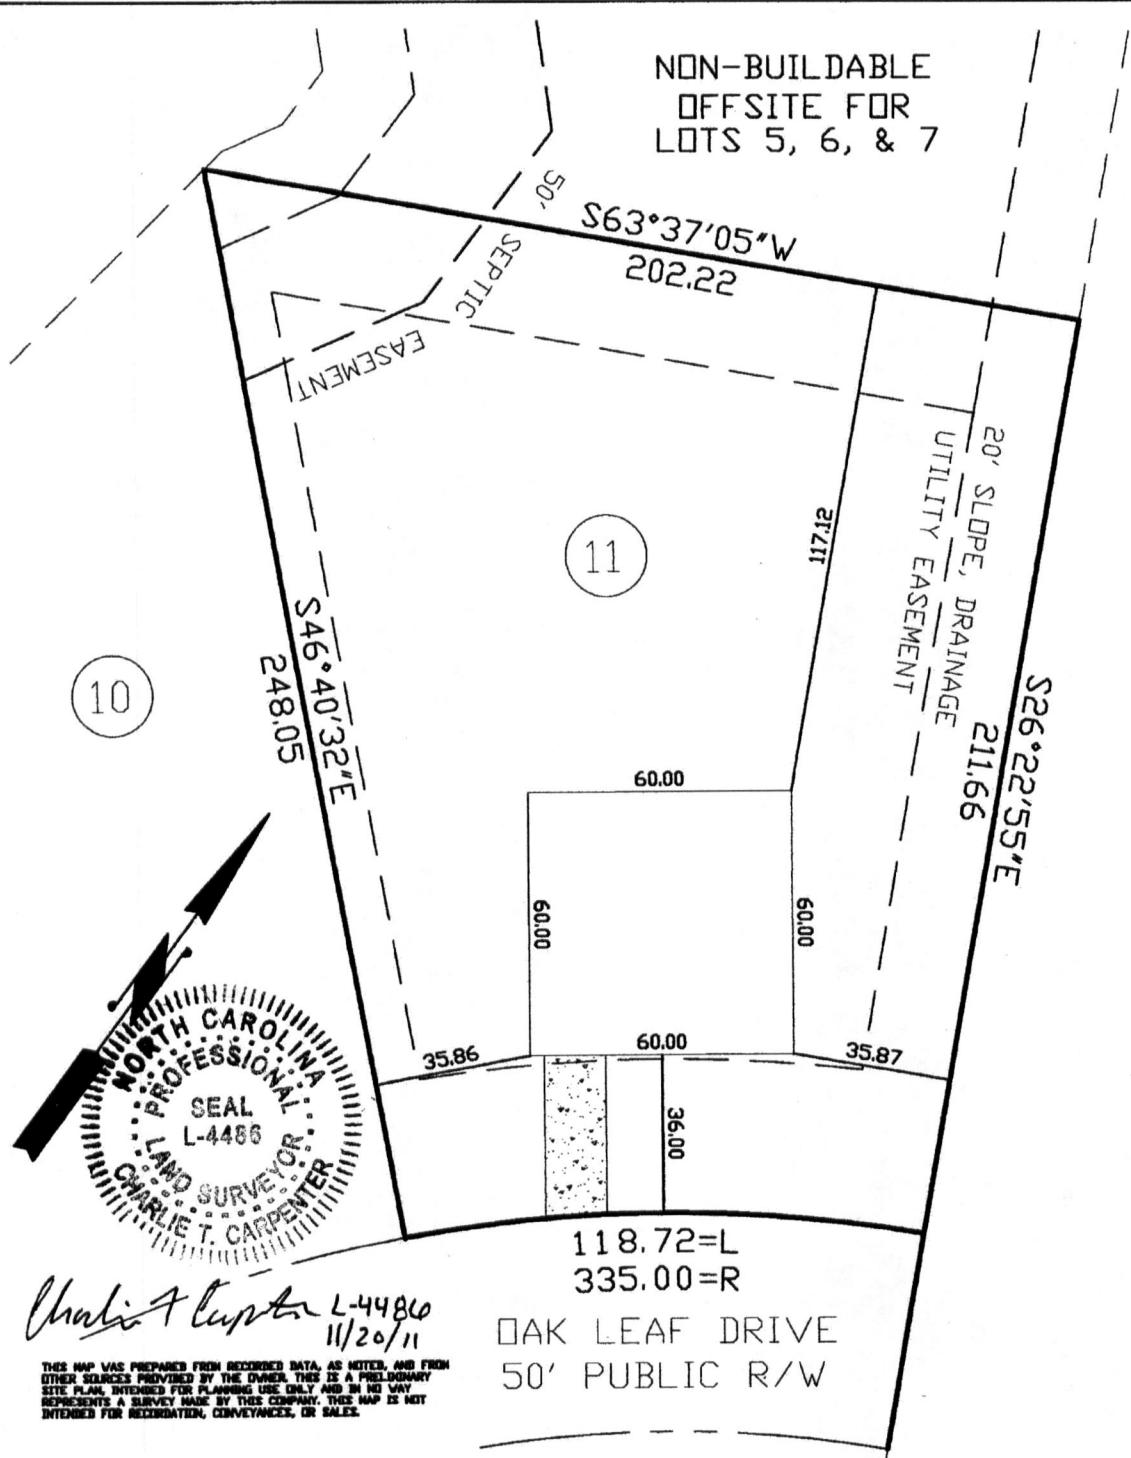 NON-BUILDABLE
OFFSITE FOR
LOTS 5, 6, & 7
50'
SEPTIC
EASEMENT
S63°37'05"W
202.22
20' SLOPE, DRAINAGE
UTILITY EASEMENT
117.12
11
10
S46°40'32"E
248.05
S26°22'55"E
211.66
60.00
60.00
60.00
35.86
60.00
35.87
36.00
NORTH CAROLINA
PROFESSIONAL
SEAL
L-4486
LAND SURVEYOR
CHARLIE T. CARPENTER
118.72=L
335.00=R
OAK LEAF DRIVE
50' PUBLIC R/W
L-4486
11/20/11
THIS MAP WAS PREPARED FROM RECORDED DATA, AS NOTED, AND FROM
OTHER SOURCES PROVIDED BY THE OWNER. THIS IS A PRELIMINARY
SITE PLAN, INTENDED FOR PLANNING USE ONLY AND IN NO WAY
REPRESENTS A SURVEY MADE BY THIS COMPANY. THIS MAP IS NOT
INTENDED FOR RECORDATION, CONVEYANCES, OR SALES.